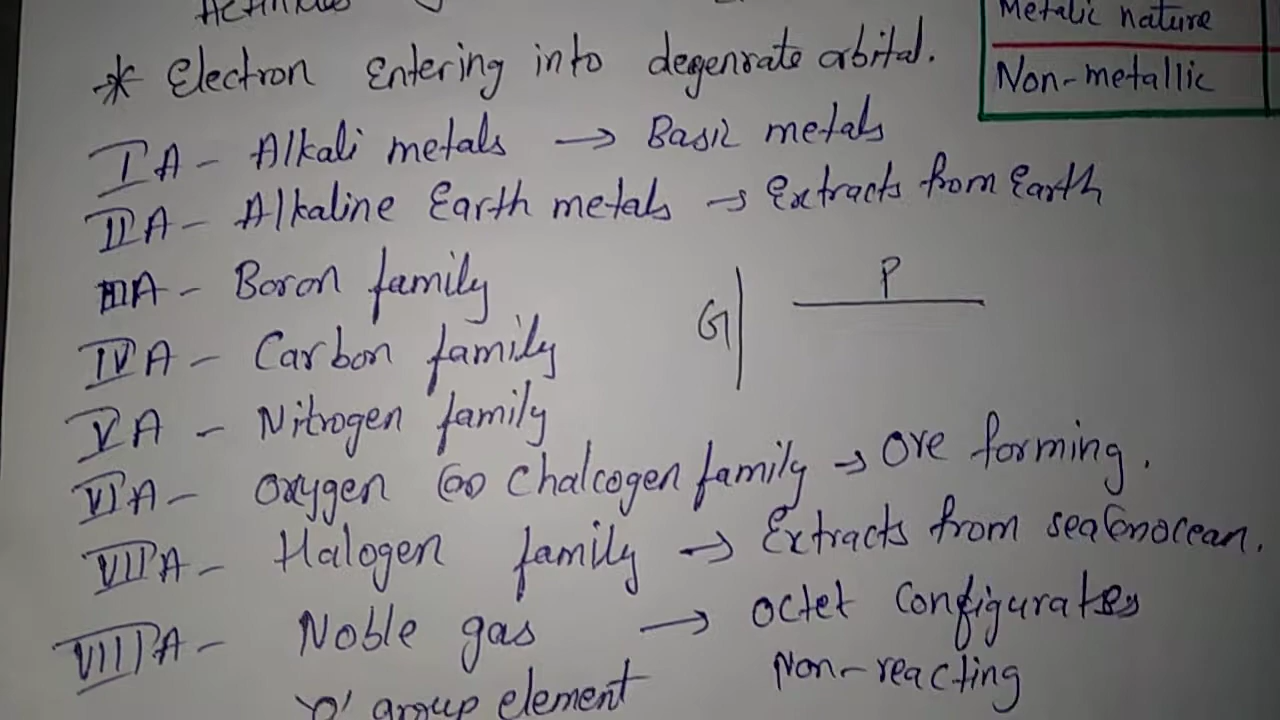 Metalic nature
Non-metallic
* Electron Entering into degenrate orbital.
IA - Alkali metals → Basic metals
IIA - Alkaline Earth metals → Extracts from Earth
IIIA - Boron family
G | P
IVA - Carbon family
VA - Nitrogen family
VIA - Oxygen (or) Chalcogen family → Ore forming.
VIIA - Halogen family → Extracts from sea(or)ocean.
VIIIA - Noble gas → Octet configurates
Non-reacting
'0' group element